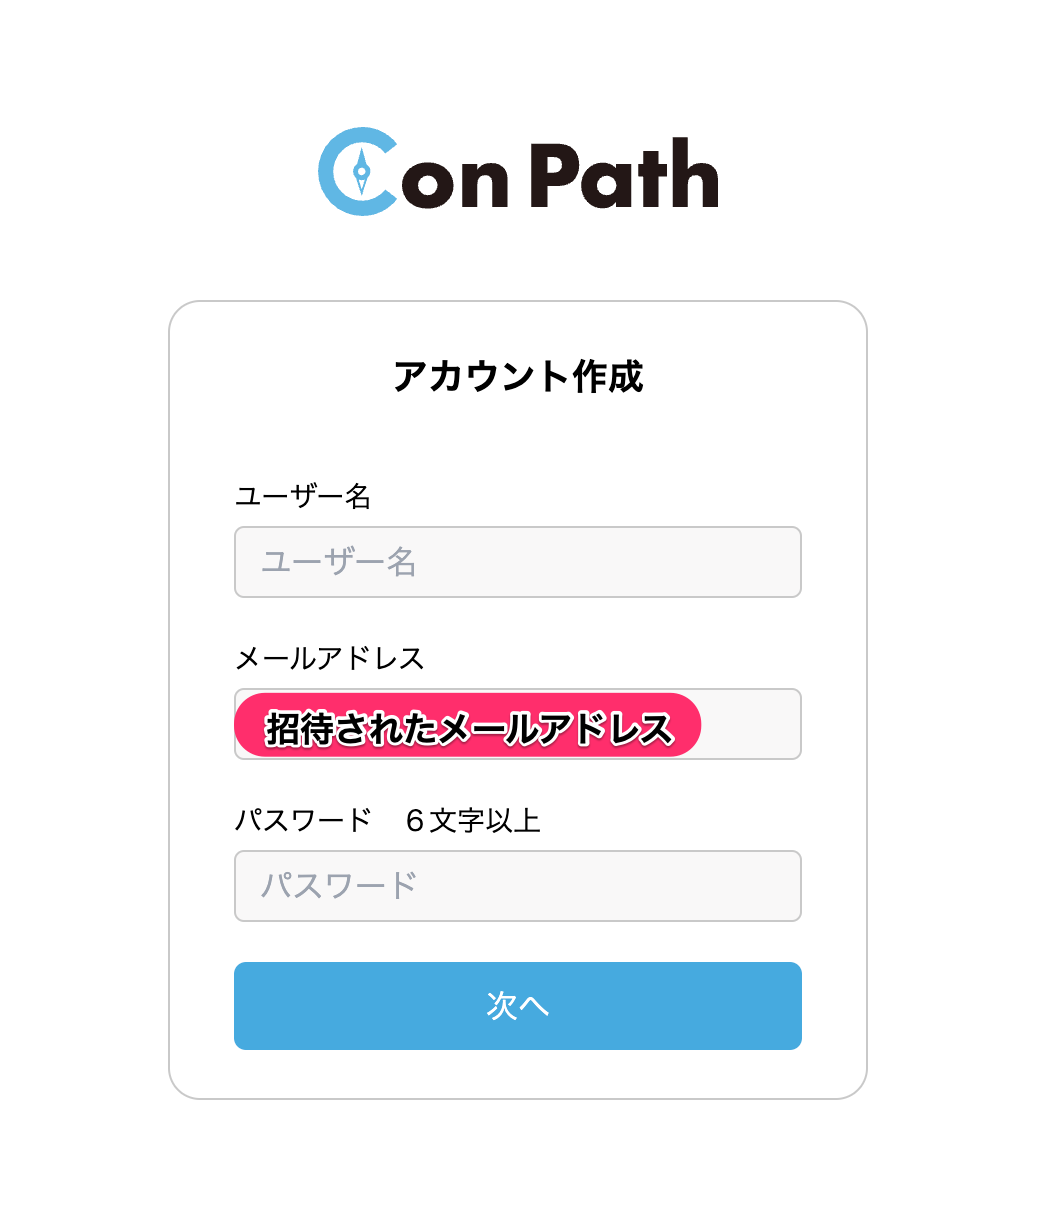 Con Path
アカウント作成
ユーザー名
ユーザー名
メールアドレス
招待されたメールアドレス
パスワード　６文字以上
パスワード
次へ